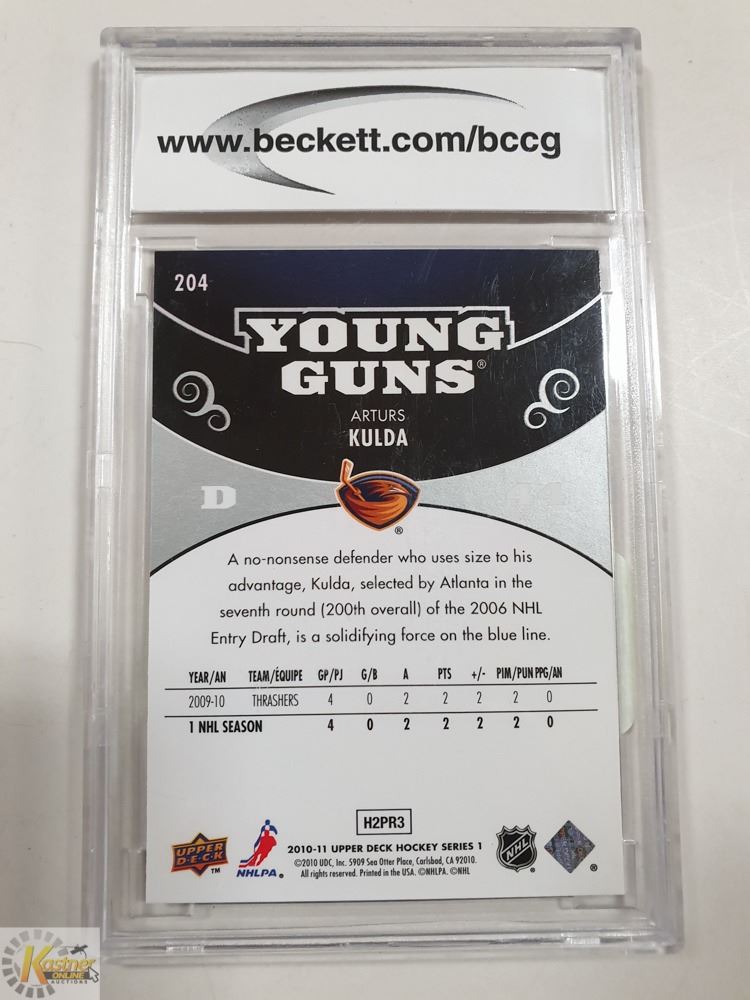 www.beckett.com/bccg
204
YOUNG
GUNS®
ARTURS
KULDA
D
®
A no-nonsense defender who uses size to his
advantage, Kulda, selected by Atlanta in the
seventh round (200th overall) of the 2006 NHL
Entry Draft, is a solidifying force on the blue line.
YEAR/AN TEAM/ÉQUIPE GP/PJ G/B A PTS +/- PIM/PUN PPG/AN
2009-10 THRASHERS 4 0 2 2 2 2 0
1 NHL SEASON 4 0 2 2 2 2 0
H2PR3
UPPER
D·E·C·K
TM
NHLPA®
2010-11 UPPER DECK HOCKEY SERIES 1
©2010 UDC, Inc. 5909 Sea Otter Place, Carlsbad, CA 92010.
All rights reserved. Printed in the USA. ©NHLPA. ©NHL
NHL
®
Kastner
ONLINE
AUCTIONS